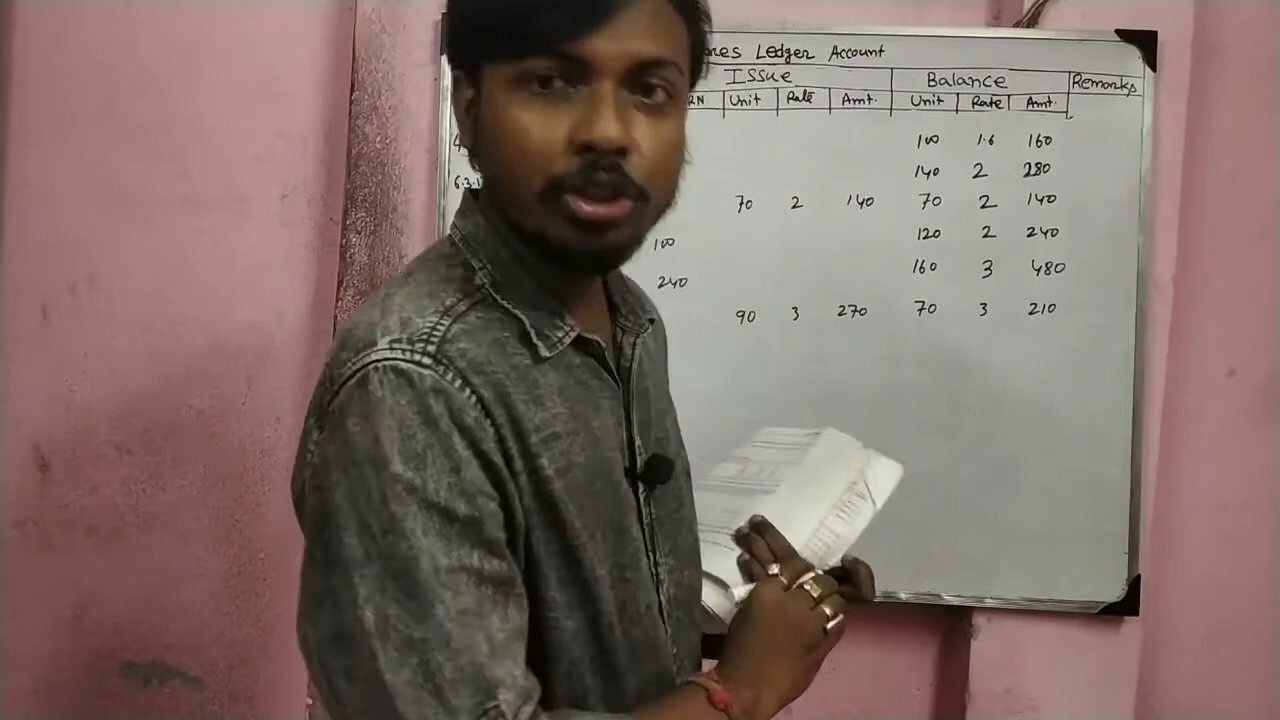 Ledger Account
Issue Balance Remarks
RN Unit Rate Amt. Unit Rate Amt.
100 1.6 160
140 2 280
70 2 140 70 2 140
100 120 2 240
240 160 3 480
90 3 270 70 3 210